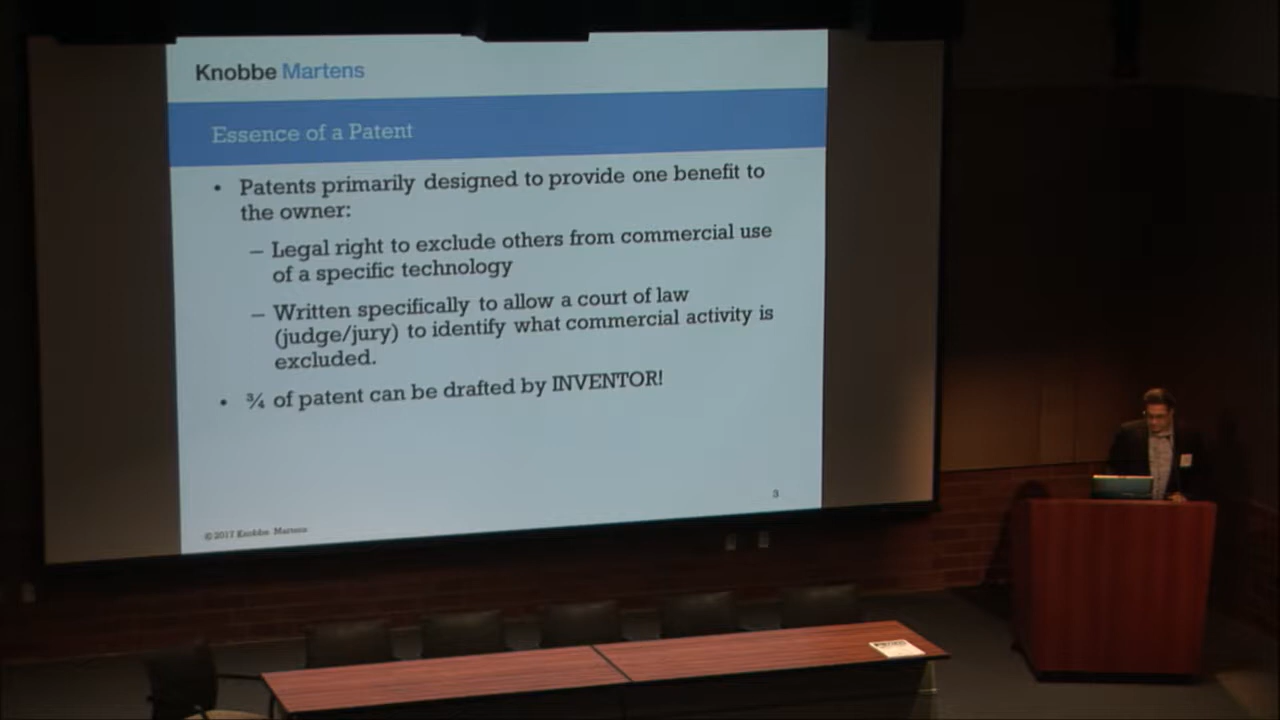 Knobbe Martens
Essence of a Patent
• Patents primarily designed to provide one benefit to
the owner:
– Legal right to exclude others from commercial use
of a specific technology
– Written specifically to allow a court of law
(judge/jury) to identify what commercial activity is
excluded.
• ¾ of patent can be drafted by INVENTOR!
3
©2017 Knobbe Martens